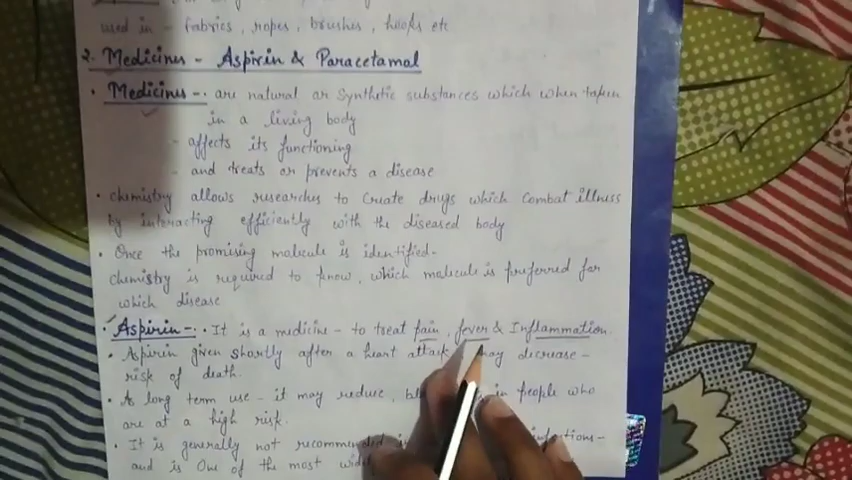 used in - fabrics, ropes, brushes, hooks etc
2. Medicines - Aspirin & Paracetamol
• Medicines -. are natural or synthetic substances which when taken
in a living body
- affects its functioning
- and treats or prevents a disease
• chemistry allows researches to create drugs which combat illness
by interacting efficiently with the diseased body
• Once the promising molecule is identified-
chemistry is required to know, which molecule is preferred for
which disease
• Aspirin -. . It is a medicine - to treat pain, fever & Inflammation.
• Aspirin given shortly after a heart attack may decrease -
risk of death.
• As long term use - it may reduce, in people who
are at a high risk.
• It is generally not recommended
and is One of the most